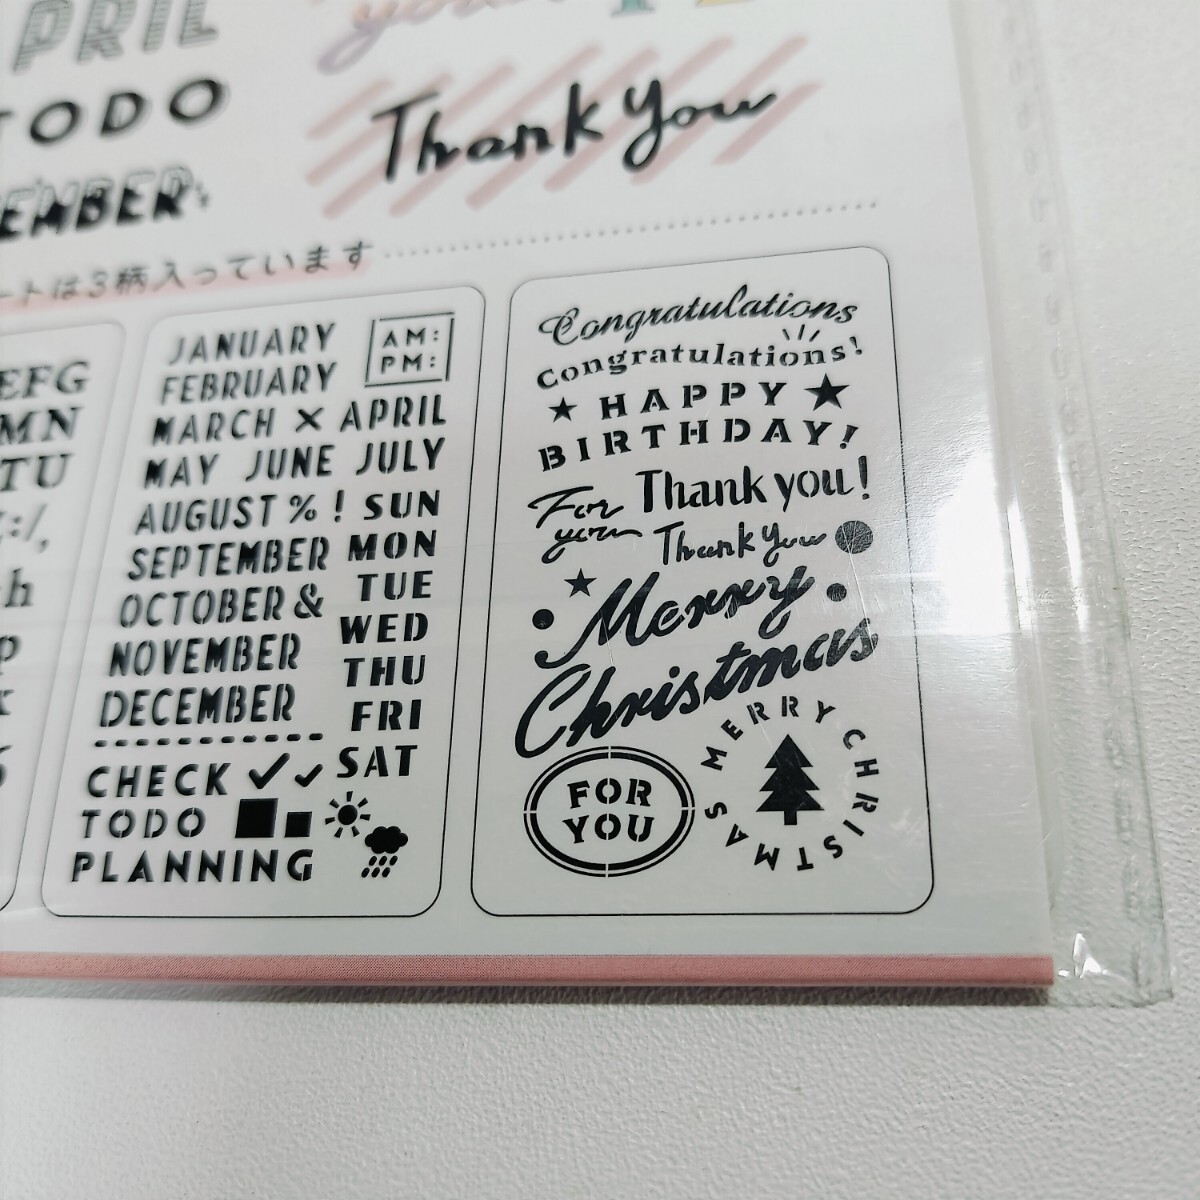 PRIL
you
TODO
Thank you
EMBER
ートは3柄入っています
EFG
MN
TU
:/,
h
p
JANUARY
AM:
PM:
FEBRUARY
MARCH × APRIL
MAY JUNE JULY
AUGUST % ! SUN
SEPTEMBER MON
OCTOBER & TUE
NOVEMBER WED
DECEMBER THU
FRI
CHECK SAT
TODO
PLANNING
Congratulations
Congratulations!
HAPPY
BIRTHDAY!
For you
Thank you!
Thank you
Merry
Christmas
FOR
YOU
MERRY CHRISTMAS